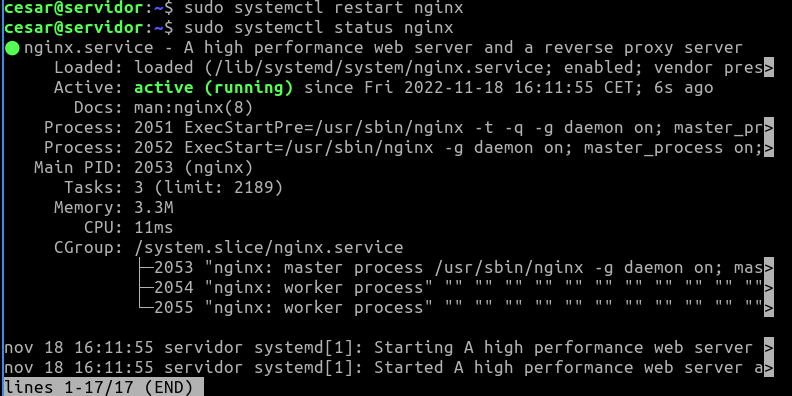 cesar@servidor:~$ sudo systemctl restart nginx
cesar@servidor:~$ sudo systemctl status nginx
● nginx.service - A high performance web server and a reverse proxy server
     Loaded: loaded (/lib/systemd/system/nginx.service; enabled; vendor pres>
     Active: active (running) since Fri 2022-11-18 16:11:55 CET; 6s ago
       Docs: man:nginx(8)
    Process: 2051 ExecStartPre=/usr/sbin/nginx -t -q -g daemon on; master_pr>
    Process: 2052 ExecStart=/usr/sbin/nginx -g daemon on; master_process on;>
   Main PID: 2053 (nginx)
      Tasks: 3 (limit: 2189)
     Memory: 3.3M
        CPU: 11ms
     CGroup: /system.slice/nginx.service
             ├─2053 "nginx: master process /usr/sbin/nginx -g daemon on; mas>
             ├─2054 "nginx: worker process" "" "" "" "" "" "" "" "" "" "" "">
             └─2055 "nginx: worker process" "" "" "" "" "" "" "" "" "" "" "">

nov 18 16:11:55 servidor systemd[1]: Starting A high performance web server >
nov 18 16:11:55 servidor systemd[1]: Started A high performance web server a>
lines 1-17/17 (END)